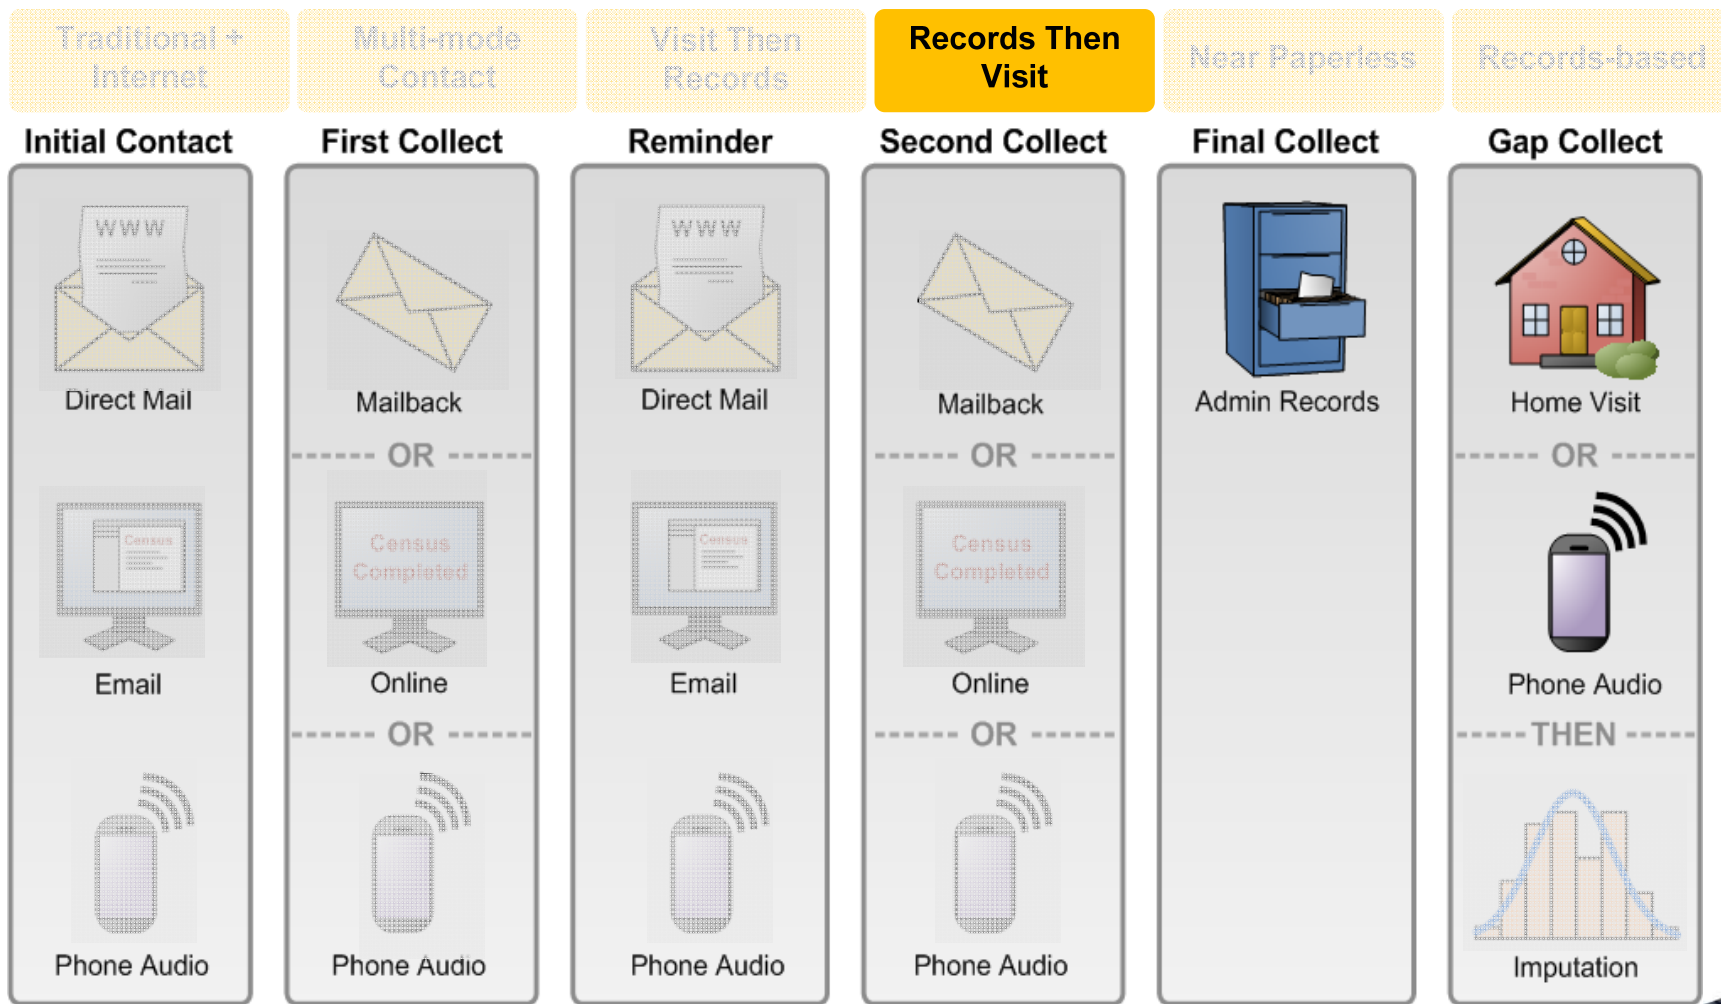 Traditional +
Internet
Multi-mode
Contact
Visit Then
Records
Records Then
Visit
Near Paperless
Records-based
Initial Contact
First Collect
Reminder
Second Collect
Final Collect
Gap Collect
WWW
Direct Mail
Census
Email
Phone Audio
Mailback
OR
Census
Completed
Online
OR
Phone Audio
WWW
Direct Mail
Census
Email
Phone Audio
Mailback
OR
Census
Completed
Online
OR
Phone Audio
Admin Records
Home Visit
OR
Phone Audio
THEN
Imputation